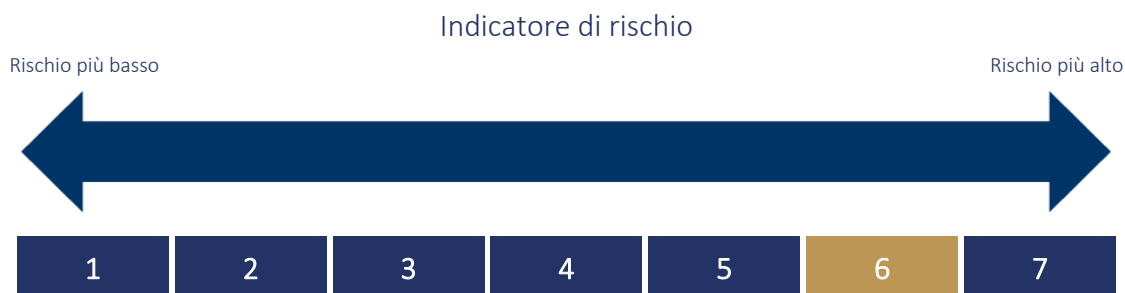 Indicatore di rischio
Rischio più basso Rischio più alto
1 2 3 4 5 6 7